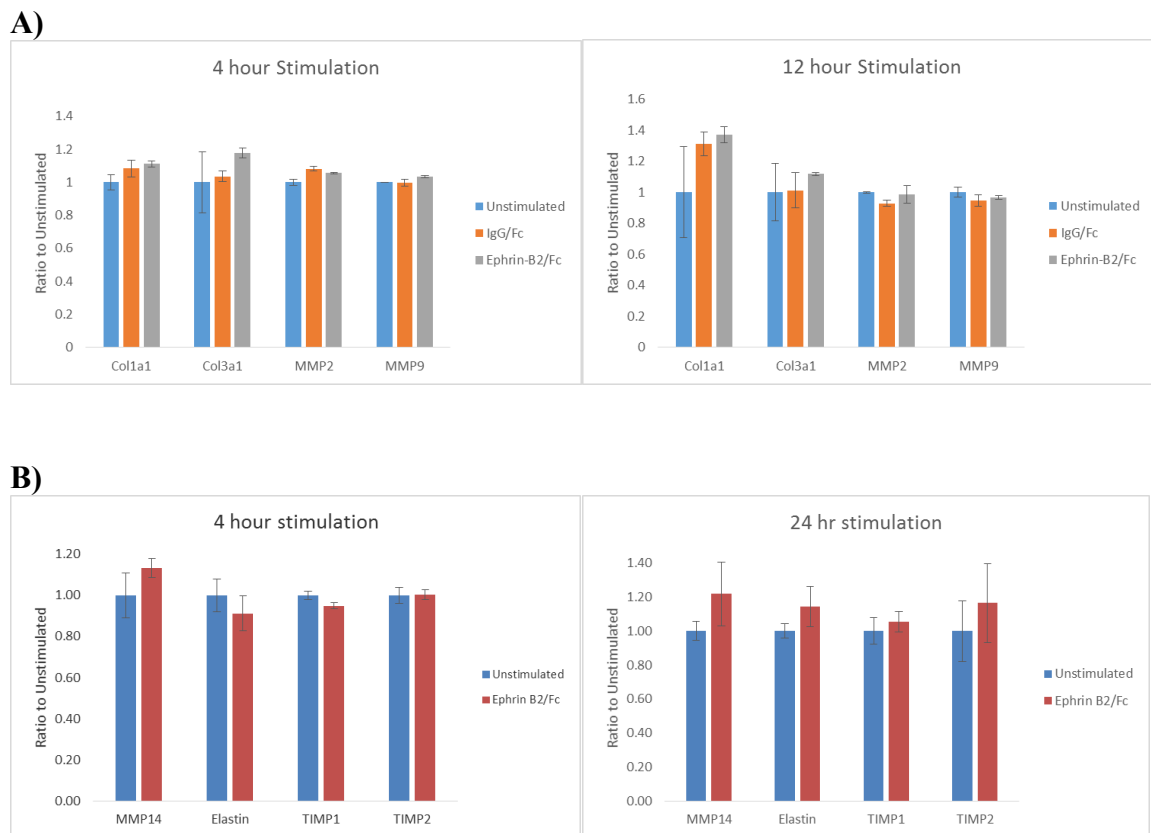 A)
4 hour Stimulation
Ratio to Unstimulated
1.4
1.2
1
0.8
0.6
0.4
0.2
0
Col1a1 Col3a1 MMP2 MMP9
Unstimulated
IgG/Fc
Ephrin-B2/Fc
12 hour Stimulation
Ratio to Unstimulated
1.6
1.4
1.2
1
0.8
0.6
0.4
0.2
0
Col1a1 Col3a1 MMP2 MMP9
Unstimulated
IgG/Fc
Ephrin-B2/Fc
B)
4 hour stimulation
Ratio to Unstimulated
1.20
1.00
0.80
0.60
0.40
0.20
0.00
MMP14 Elastin TIMP1 TIMP2
Unstimulated
Ephrin B2/Fc
24 hr stimulation
Ratio to Unstimulated
1.40
1.20
1.00
0.80
0.60
0.40
0.20
0.00
MMP14 Elastin TIMP1 TIMP2
Unstimulated
Ephrin B2/Fc